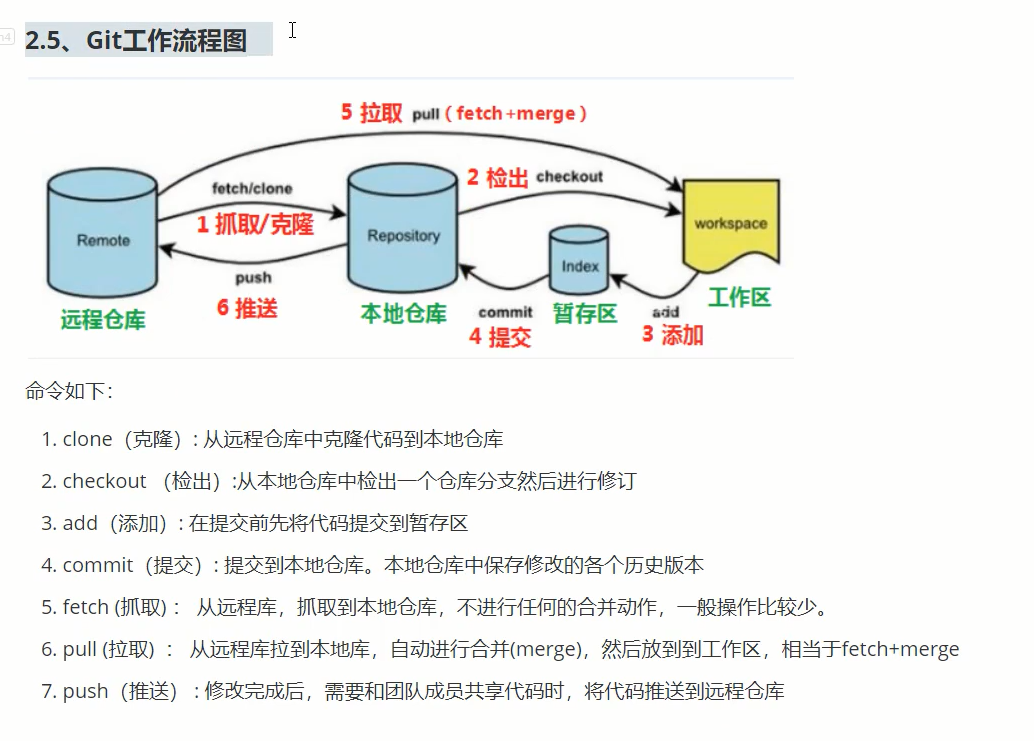 2.5、Git工作流程图
5 拉取 pull（fetch+merge）
fetch/clone
2 检出 checkout
1 抓取/克隆
Remote
Repository
workspace
Index
push
6 推送
远程仓库
本地仓库
commit
4 提交
暂存区
add
3 添加
工作区
命令如下：
1. clone（克隆）: 从远程仓库中克隆代码到本地仓库
2. checkout （检出）:从本地仓库中检出一个仓库分支然后进行修订
3. add（添加）: 在提交前先将代码提交到暂存区
4. commit（提交）: 提交到本地仓库。本地仓库中保存修改的各个历史版本
5. fetch (抓取) ： 从远程库，抓取到本地仓库，不进行任何的合并动作，一般操作比较少。
6. pull (拉取) ： 从远程库拉到本地库，自动进行合并(merge)，然后放到到工作区，相当于fetch+merge
7. push（推送） : 修改完成后，需要和团队成员共享代码时，将代码推送到远程仓库